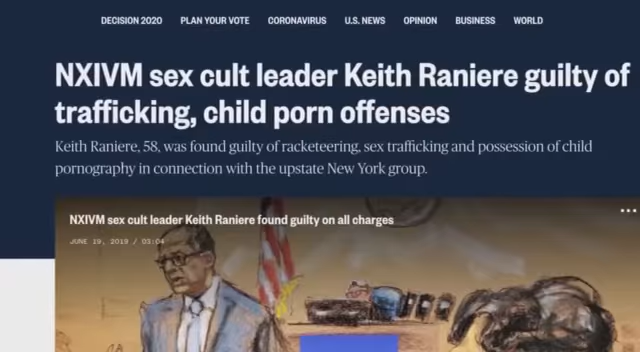 DECISION 2020 PLAN YOUR VOTE CORONAVIRUS U.S. NEWS OPINION BUSINESS WORLD
NXIVM sex cult leader Keith Raniere guilty of
trafficking, child porn offenses
Keith Raniere, 58, was found guilty of racketeering, sex trafficking and possession of child
pornography in connection with the upstate New York group.
NXIVM sex cult leader Keith Raniere found guilty on all charges
JUNE 19, 2019 / 03:04